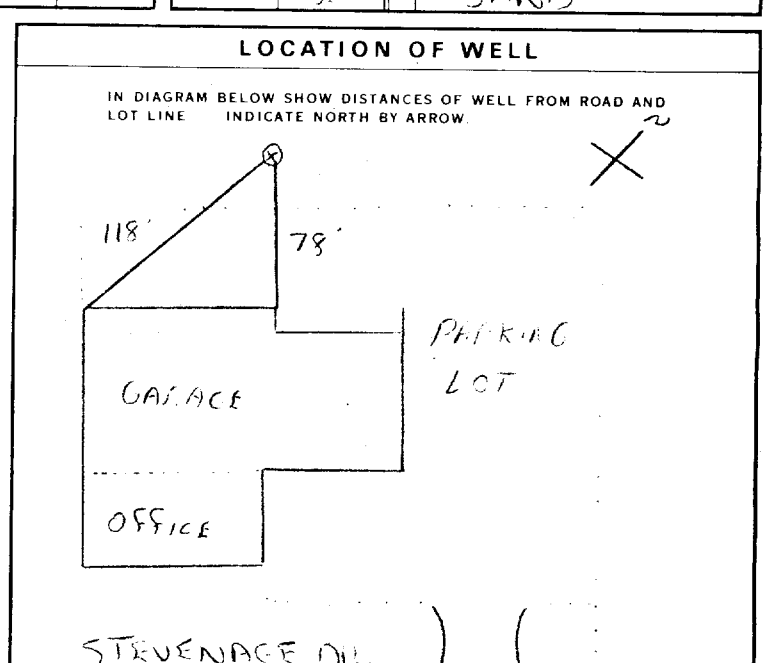 LOCATION OF WELL
IN DIAGRAM BELOW SHOW DISTANCES OF WELL FROM ROAD AND
LOT LINE INDICATE NORTH BY ARROW.
N
118'
78'
PARKING
LOT
GARAGE
OFFICE
STEVENAGE DR.